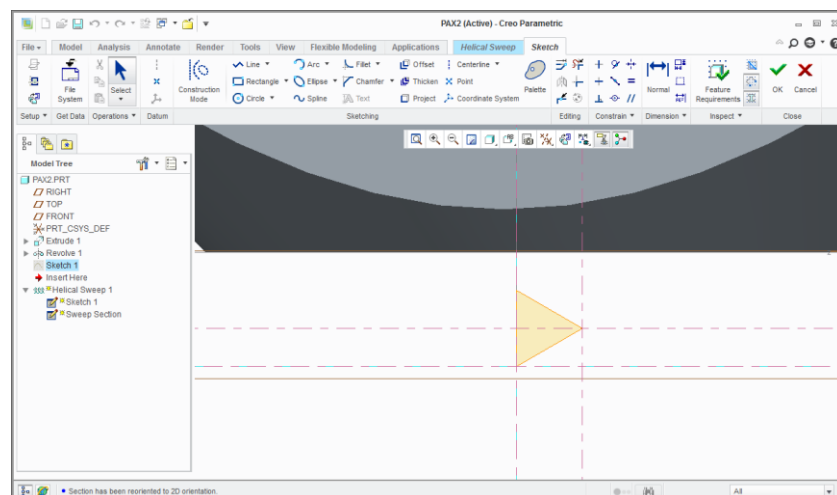 PAX2 (Active) - Creo Parametric
File Model Analysis Annotate Render Tools View Flexible Modeling Applications Helical Sweep Sketch
Line Arc Fillet Offset Centerline
Rectangle Ellipse Chamfer Thicken Point
Circle Spline Text Project Coordinate System
File System
Select
Construction Mode
Palette
Normal
Feature Requirements
OK Cancel
Setup Get Data Operations Datum Sketching Editing Constrain Dimension Inspect Close
Model Tree
PAX2.PRT
RIGHT
TOP
FRONT
PRT_CSYS_DEF
Extrude 1
Revolve 1
Sketch 1
Insert Here
Helical Sweep 1
Sketch 1
Sweep Section
Section has been reoriented to 2D orientation.
All